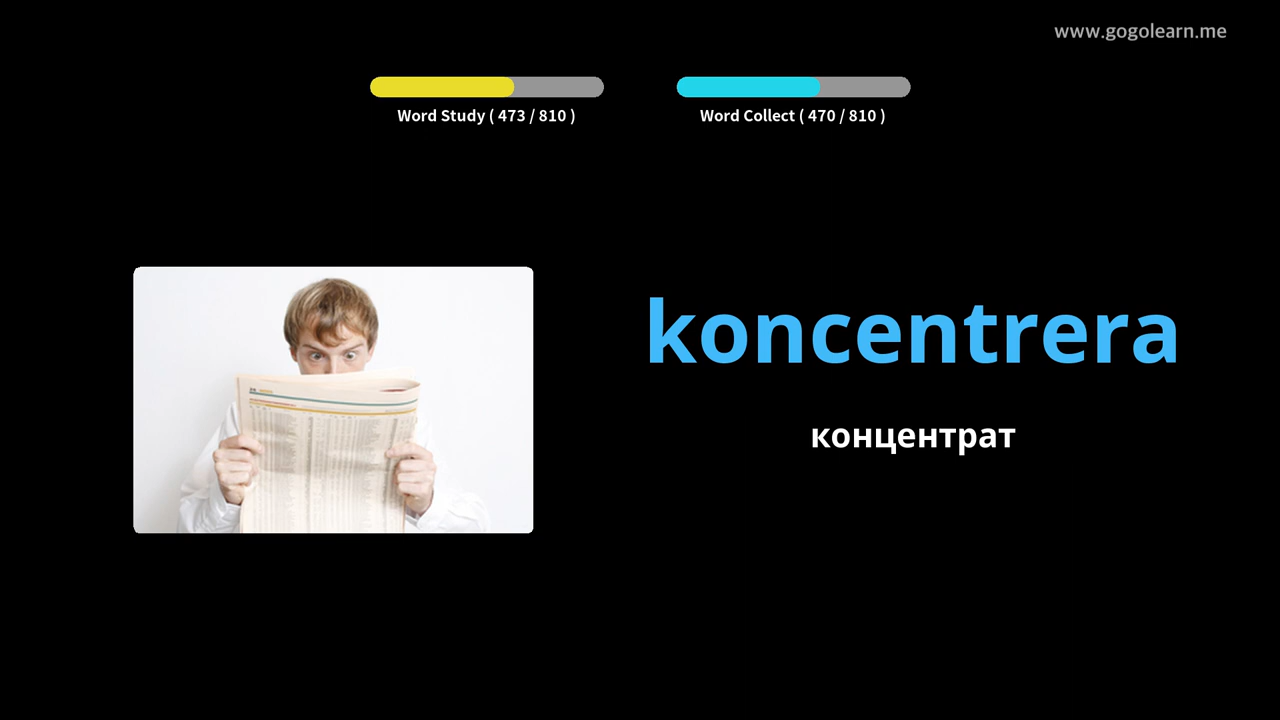 www.gogolearn.me
Word Study ( 473 / 810 )
Word Collect ( 470 / 810 )
koncentrera
концентрат